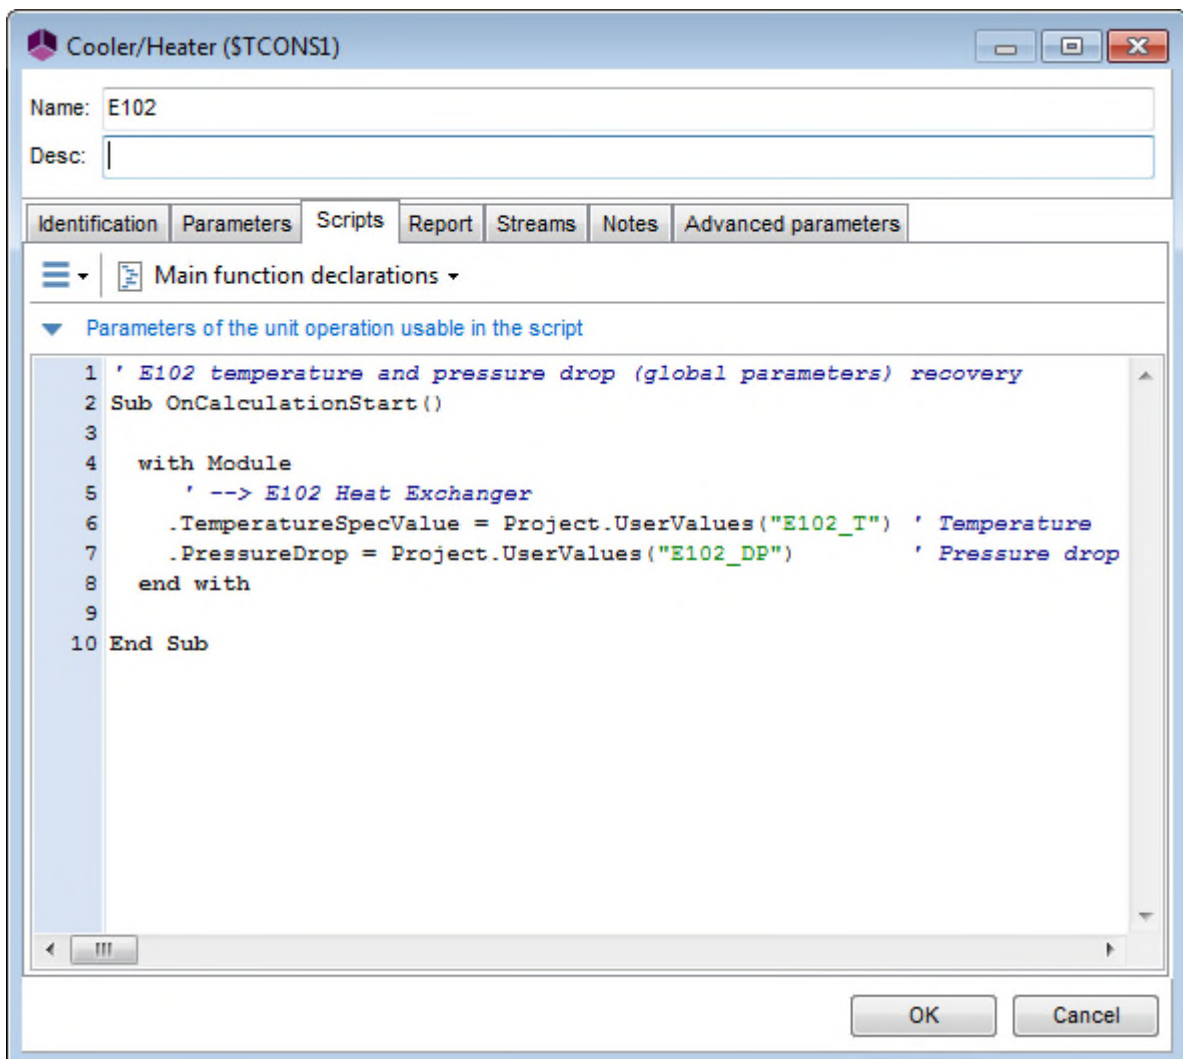 Cooler/Heater ($TCONS1)
Name: E102
Desc:
Identification Parameters Scripts Report Streams Notes Advanced parameters
Main function declarations
Parameters of the unit operation usable in the script
1 ' E102 temperature and pressure drop (global parameters) recovery
2 Sub OnCalculationStart()
3
4 with Module
5 ' --> E102 Heat Exchanger
6 .TemperatureSpecValue = Project.UserValues("E102_T") ' Temperature
7 .PressureDrop = Project.UserValues("E102_DP") ' Pressure drop
8 end with
9
10 End Sub
OK Cancel